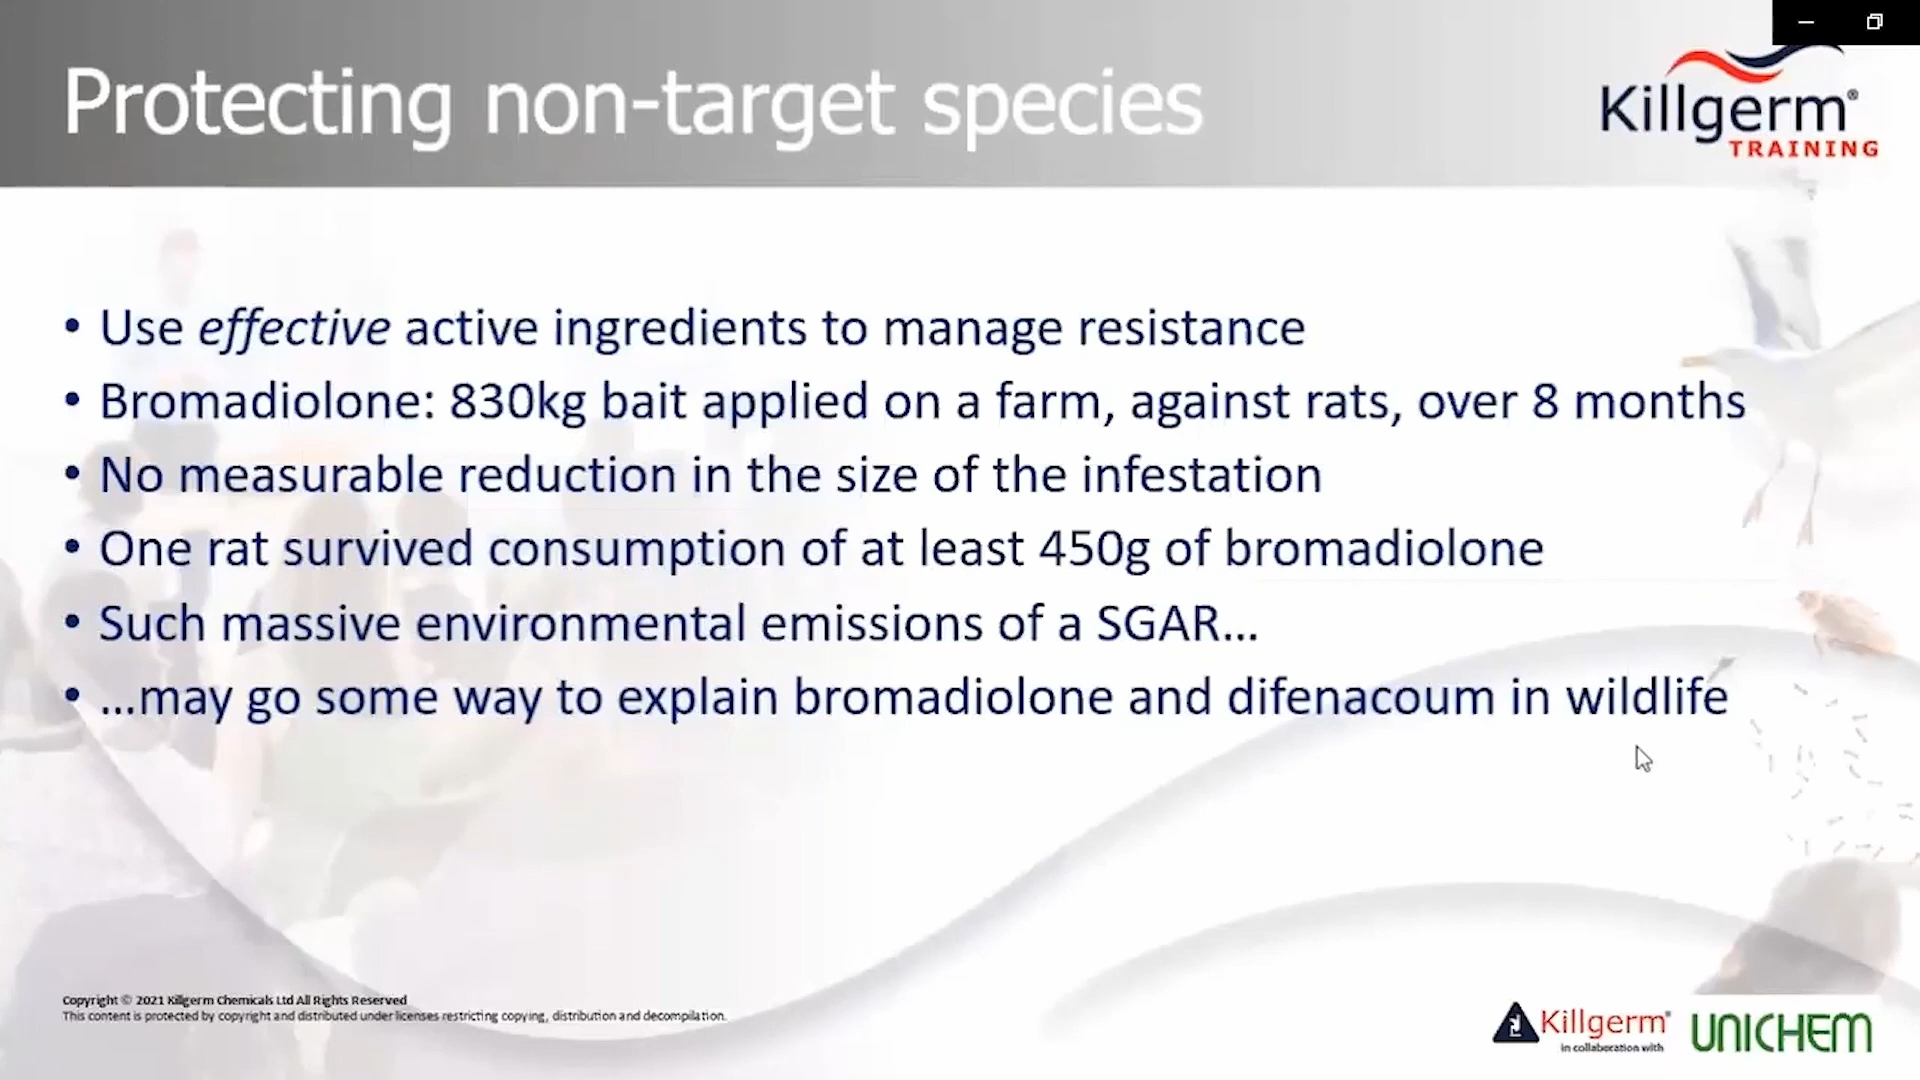 Protecting non-target species
Killgerm®
TRAINING
• Use effective active ingredients to manage resistance
• Bromadiolone: 830kg bait applied on a farm, against rats, over 8 months
• No measurable reduction in the size of the infestation
• One rat survived consumption of at least 450g of bromadiolone
• Such massive environmental emissions of a SGAR...
• ...may go some way to explain bromadiolone and difenacoum in wildlife
Copyright © 2021 Killgerm Chemicals Ltd All Rights Reserved
This content is protected by copyright and distributed under licenses restricting copying, distribution and decompilation.
Killgerm®
in collaboration with
UNICHEM